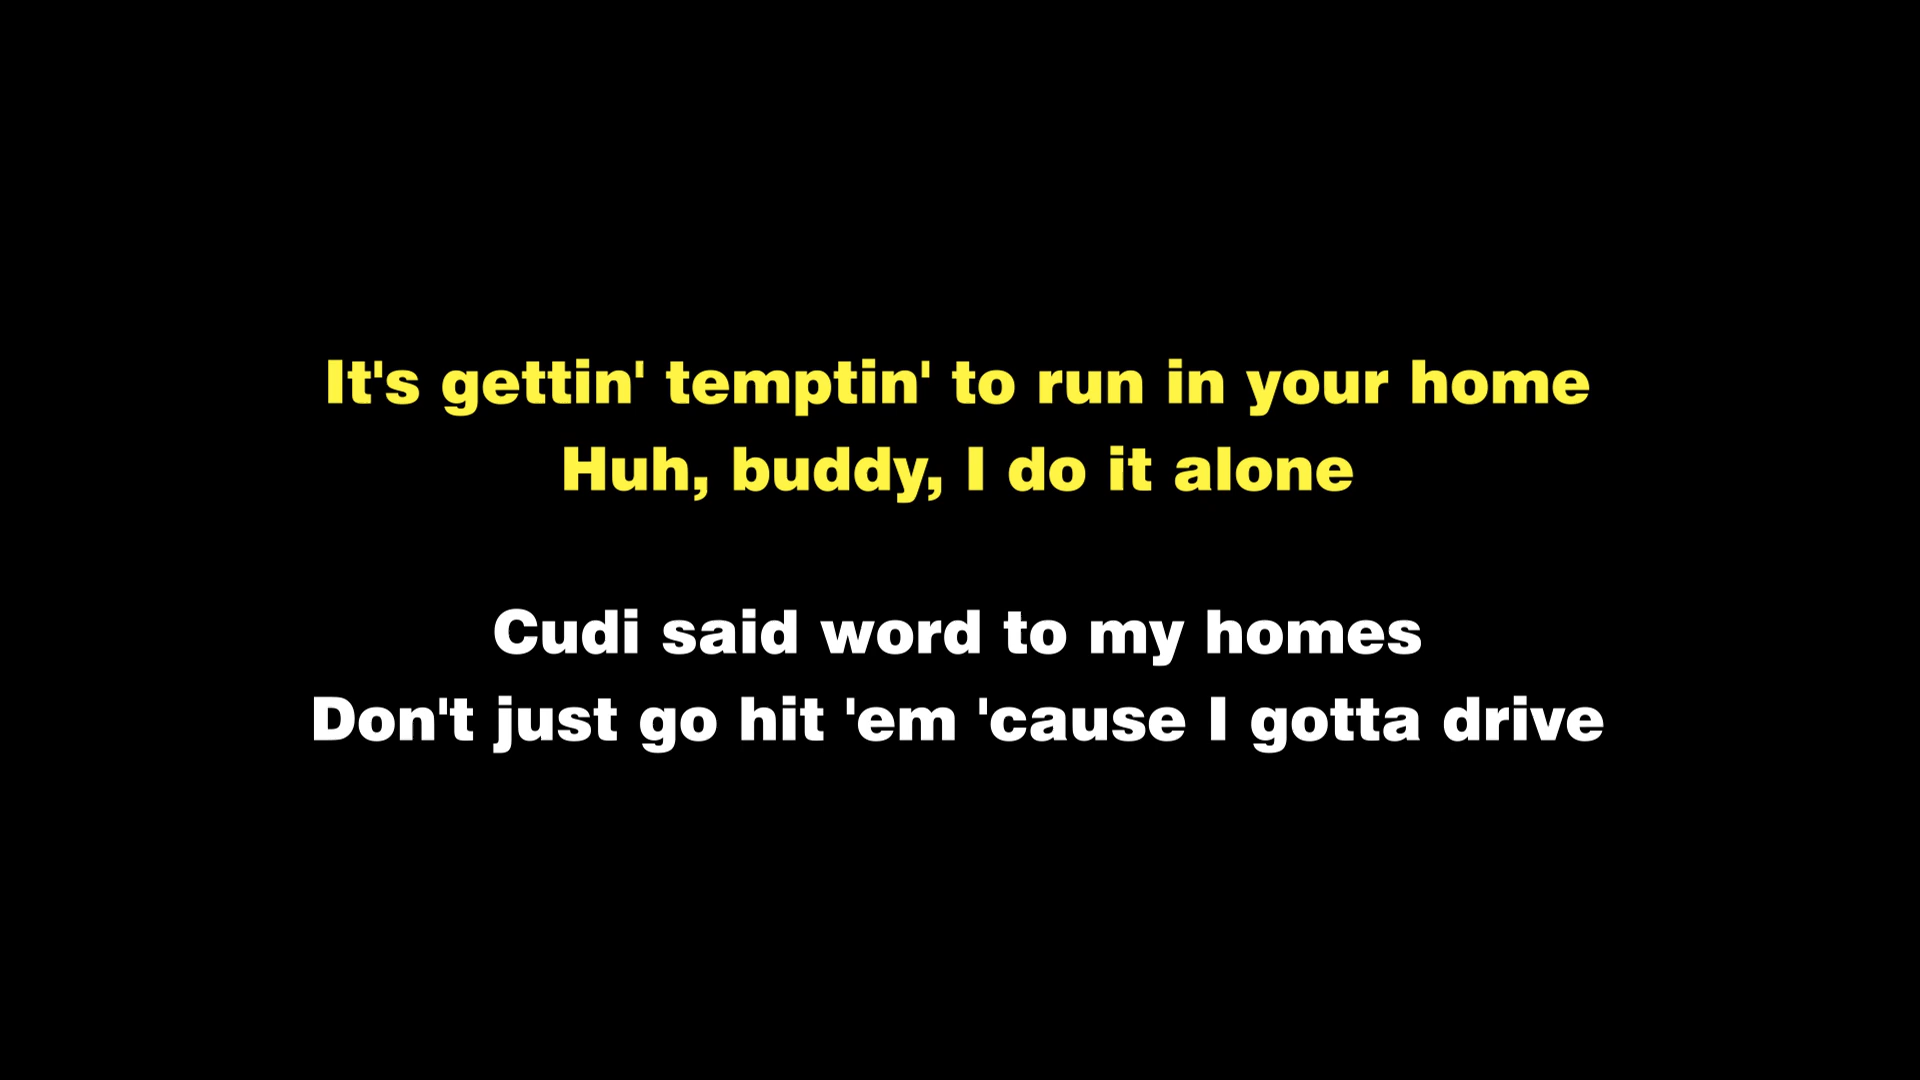 It's gettin' temptin' to run in your home
Huh, buddy, I do it alone
Cudi said word to my homes
Don't just go hit 'em 'cause I gotta drive